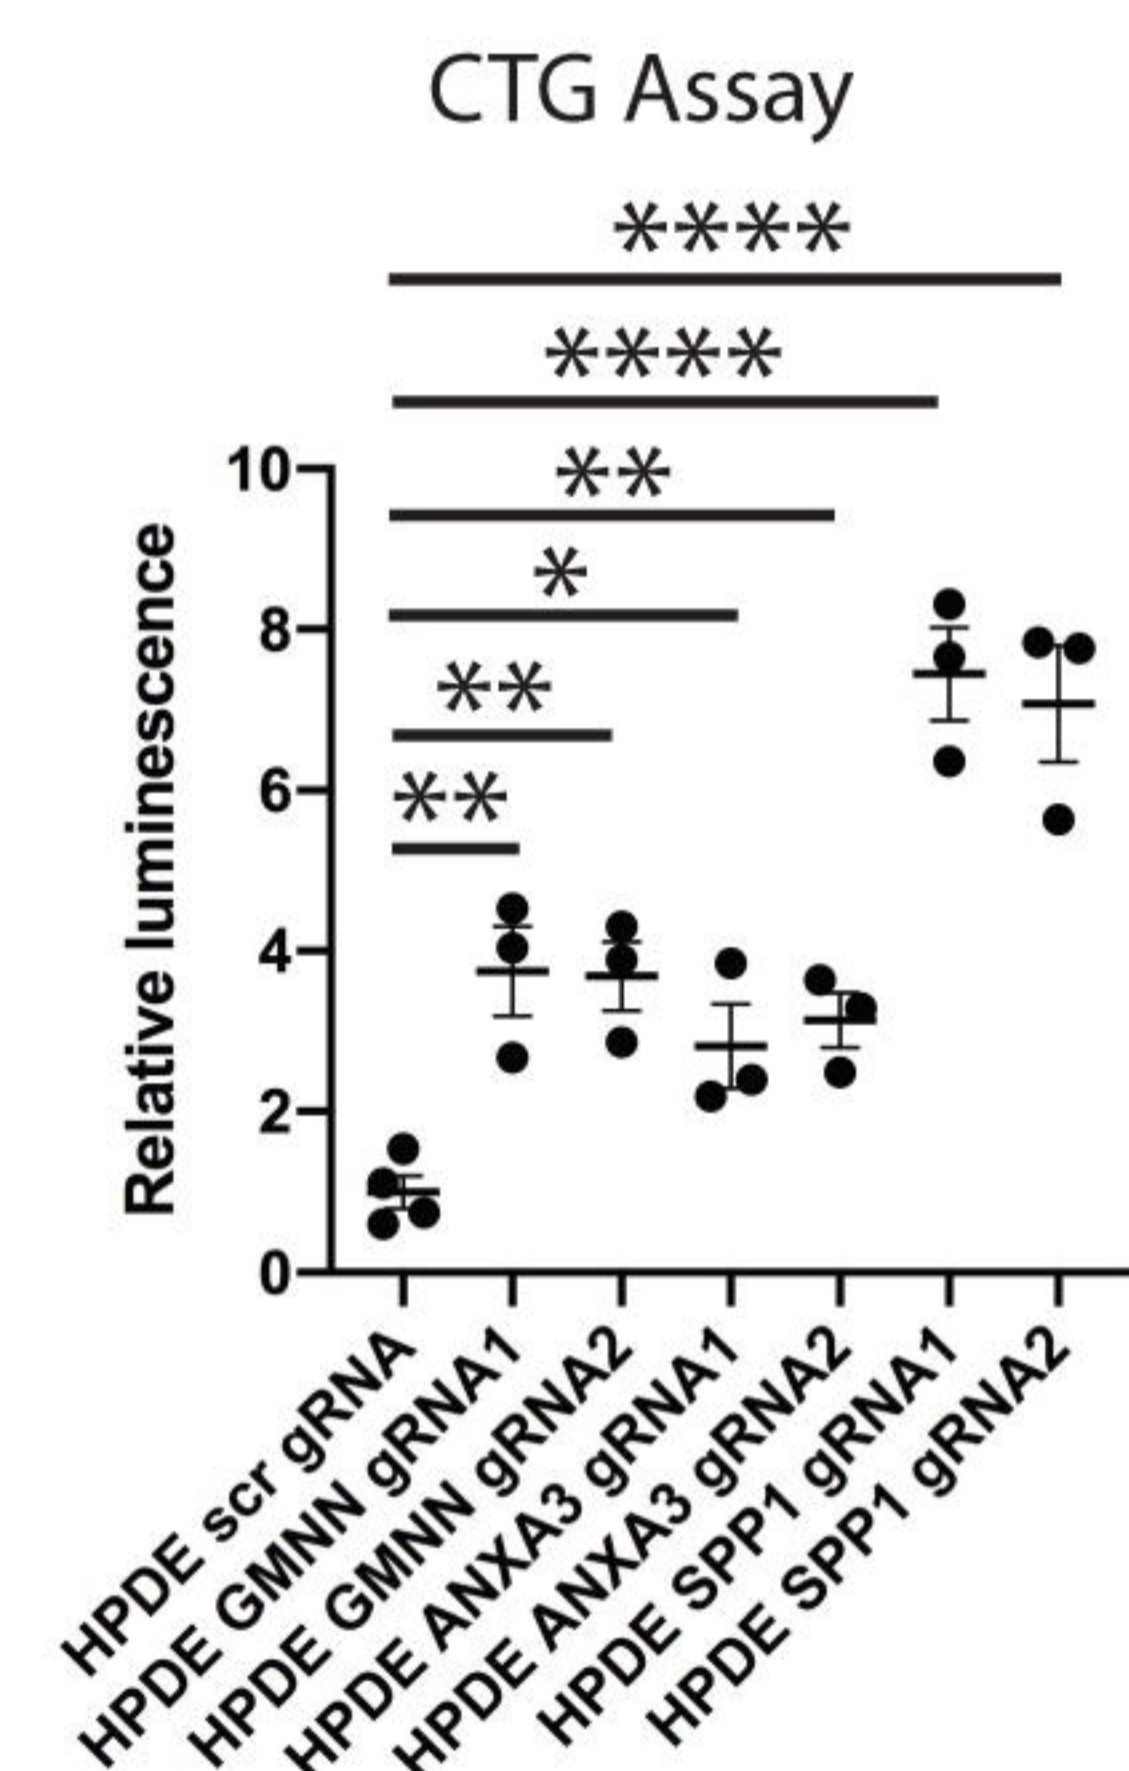 CTG Assay
****
****
**
*
**
**
Relative luminescence
10
8
6
4
2
0
HPDE scr gRNA
HPDE GMNN gRNA1
HPDE GMNN gRNA2
HPDE ANXA3 gRNA1
HPDE ANXA3 gRNA2
HPDE SPP1 gRNA1
HPDE SPP1 gRNA2